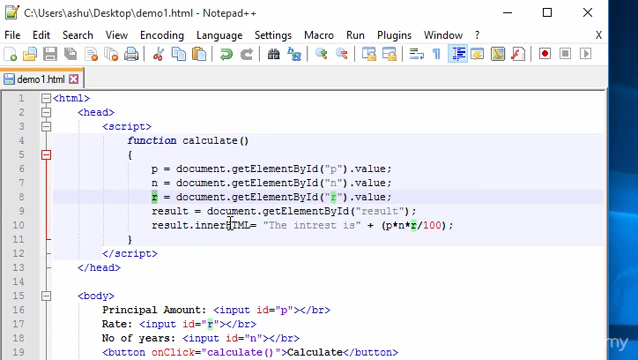 C:\Users\ashu\Desktop\demo1.html - Notepad++
File Edit Search View Encoding Language Settings Macro Run Plugins Window ?
demo1.html
1 <html>
2 <head>
3 <script>
4 function calculate()
5 {
6 p = document.getElementById("p").value;
7 n = document.getElementById("n").value;
8 r = document.getElementById("r").value;
9 result = document.getElementById("result");
10 result.innerHTML= "The intrest is" + (p*n*r/100);
11 }
12 </script>
13 </head>
14
15 <body>
16 Principal Amount: <input id="p"></br>
17 Rate: <input id="r"></br>
18 No of years: <input id="n"></br>
19 <button onClick="calculate()">Calculate</button>